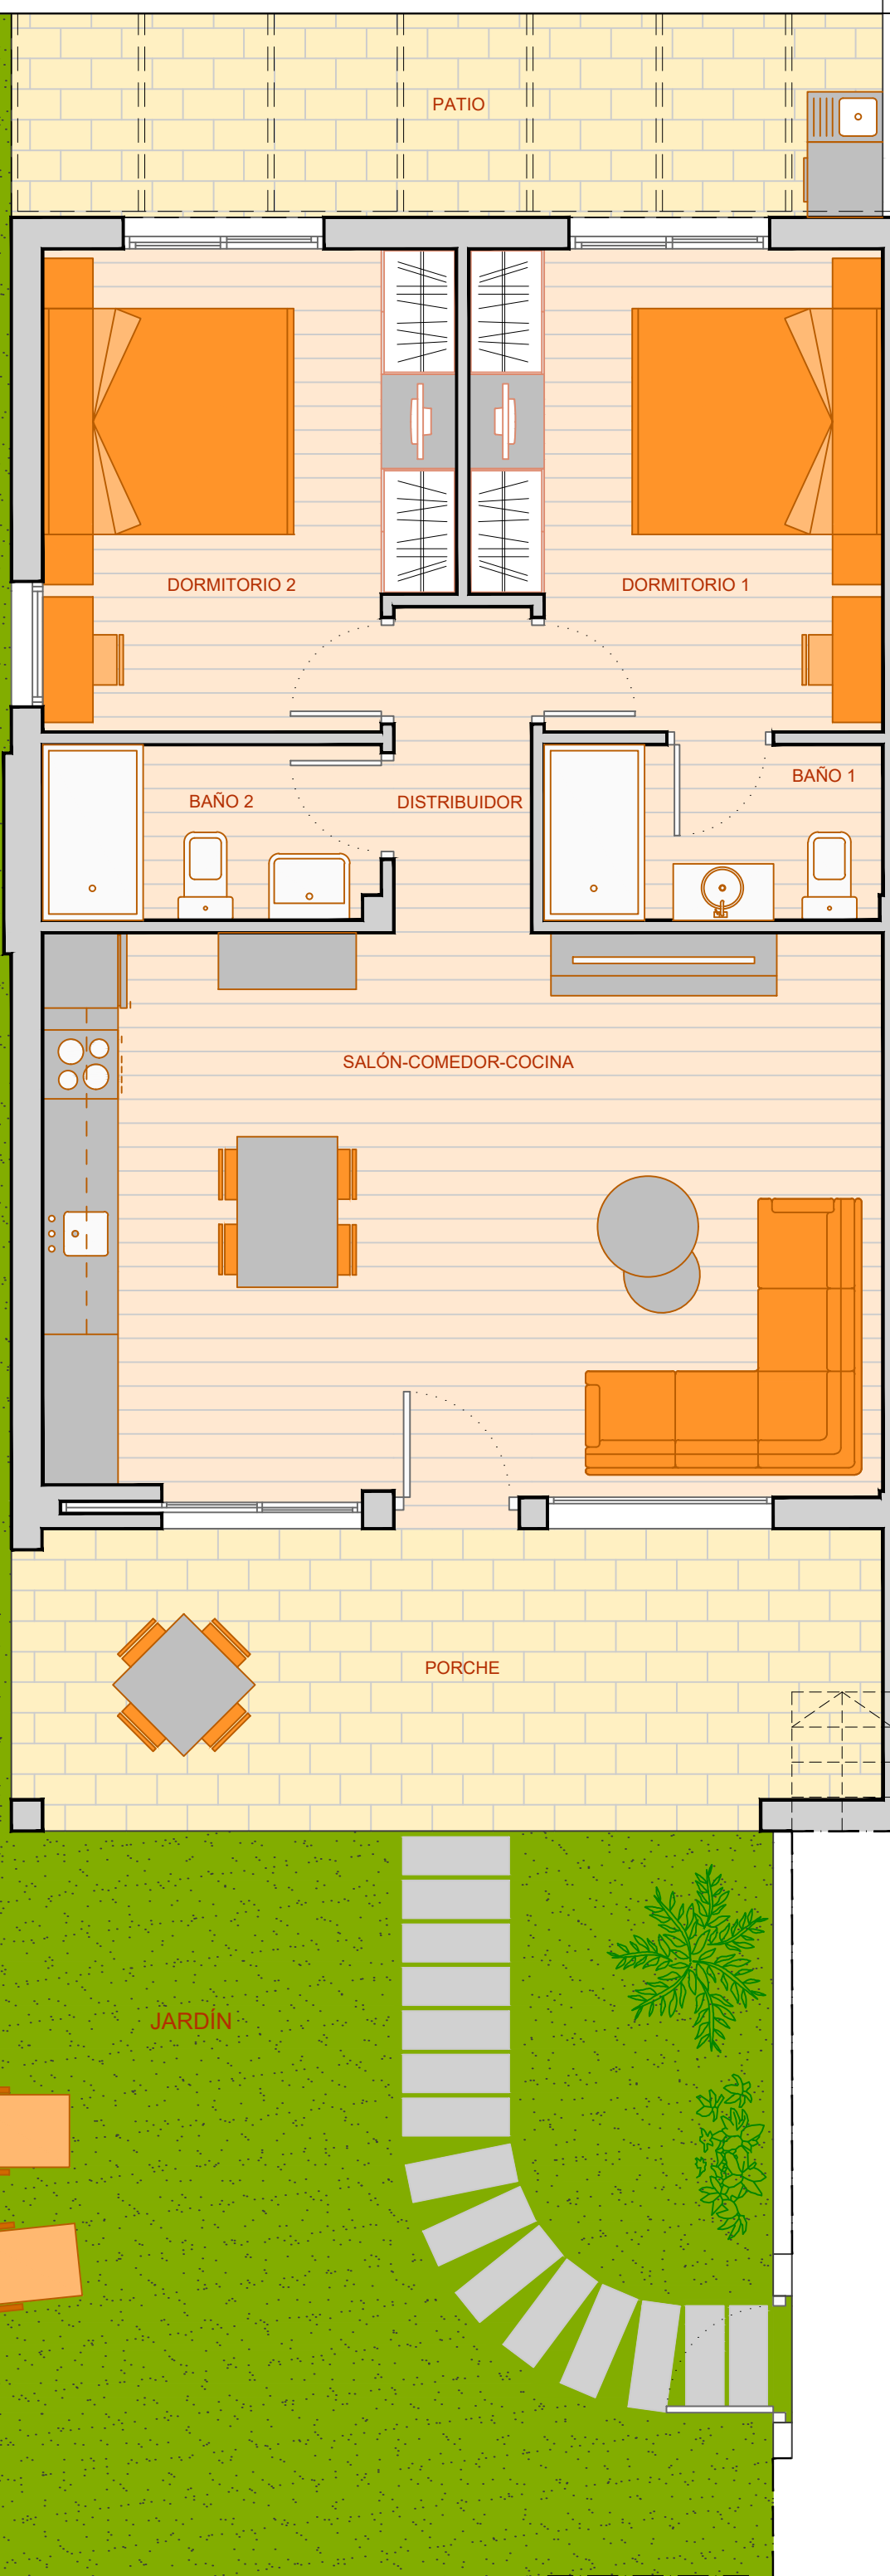 PATIO
DORMITORIO 2
DORMITORIO 1
BAÑO 1
BAÑO 2
DISTRIBUIDOR
SALÓN-COMEDOR-COCINA
PORCHE
JARDÍN